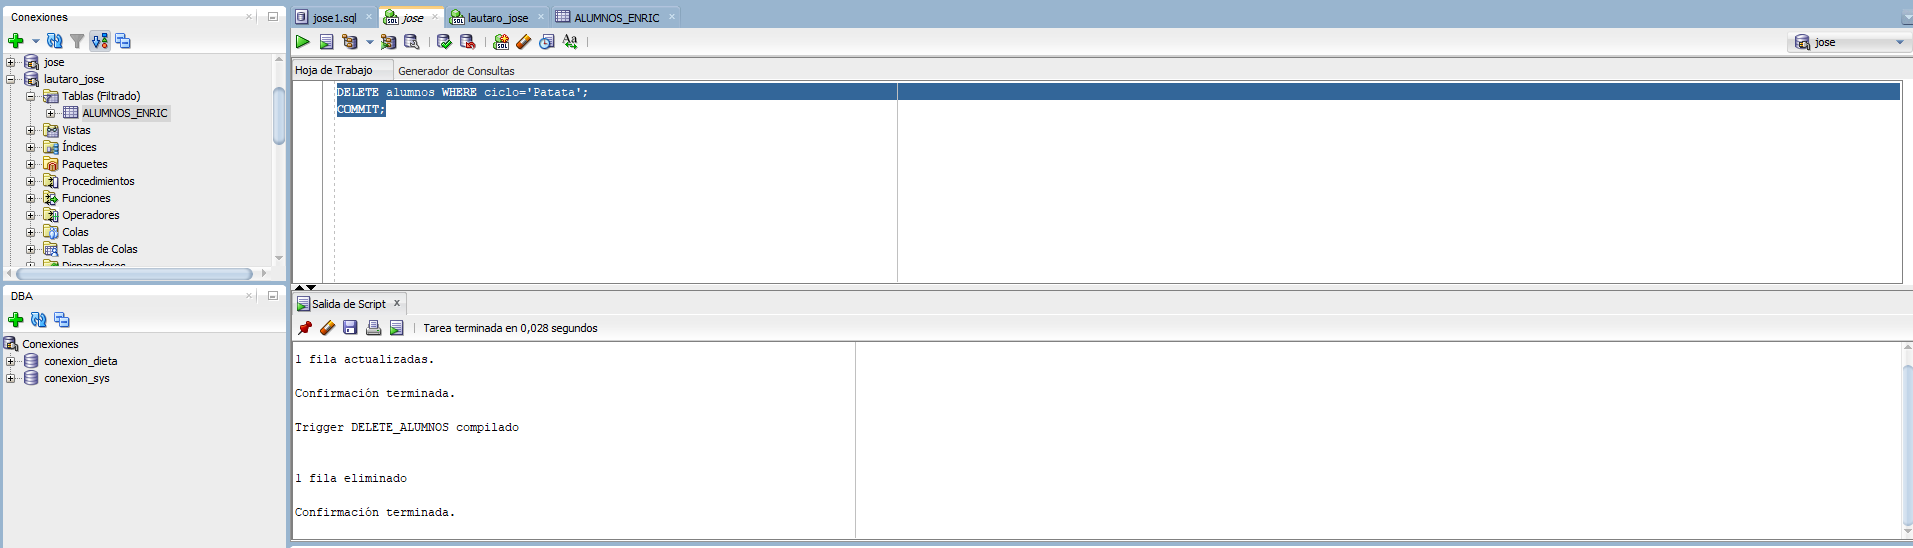 Conexiones
jose
lautaro_jose
Tablas (Filtrado)
ALUMNOS_ENRIC
Vistas
Índices
Paquetes
Procedimientos
Funciones
Operadores
Colas
Tablas de Colas
Disparadores
DBA
Conexiones
conexion_dieta
conexion_sys
jose1.sql jose lautaro_jose ALUMNOS_ENRIC
jose
Hoja de Trabajo Generador de Consultas
DELETE alumnos WHERE ciclo='Patata';
COMMIT;
Salida de Script
Tarea terminada en 0,028 segundos
1 fila actualizadas.
Confirmación terminada.
Trigger DELETE_ALUMNOS compilado
1 fila eliminado
Confirmación terminada.